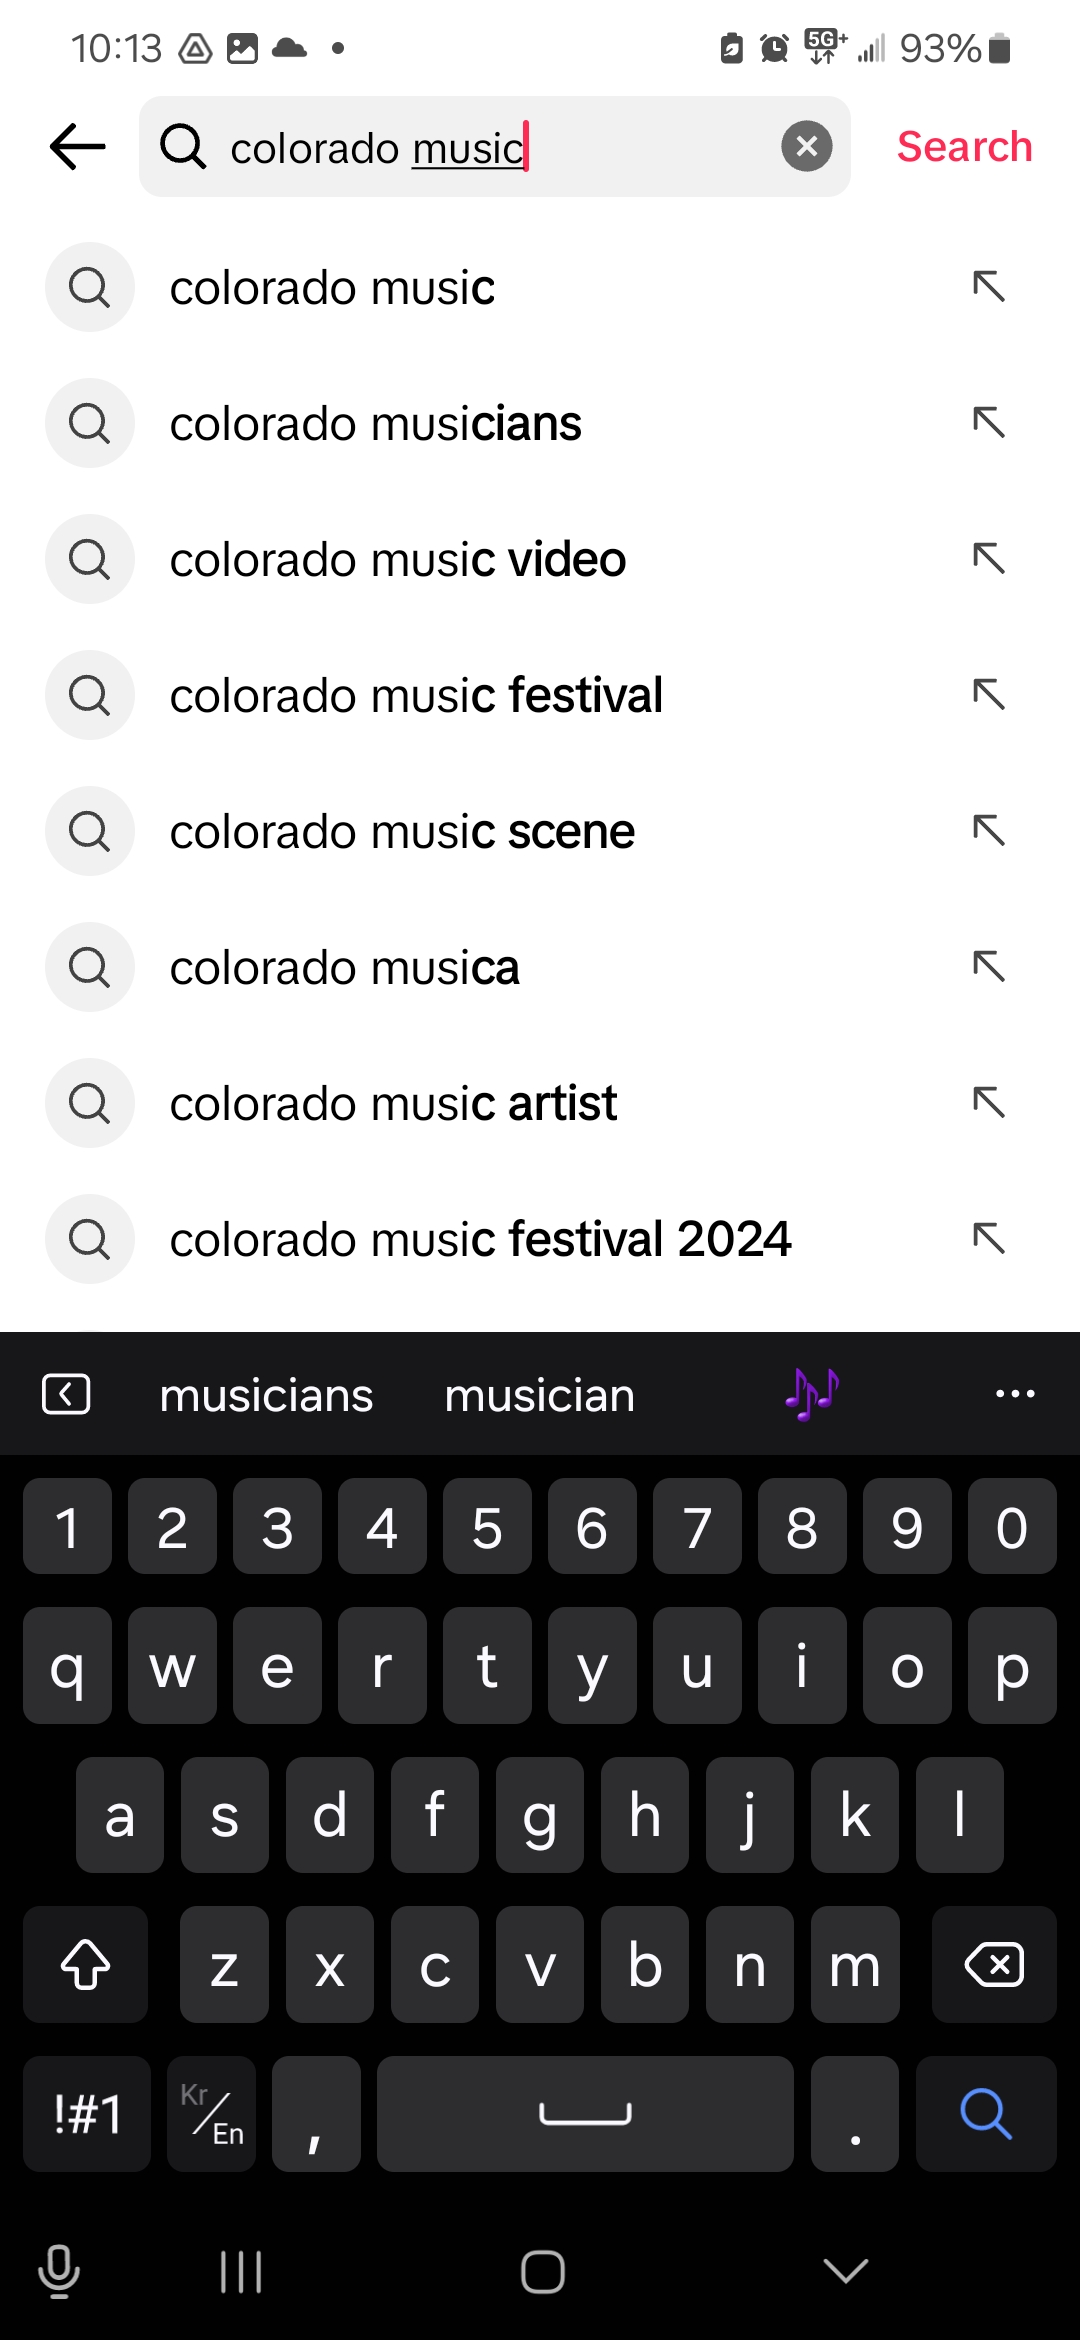 10:13 5G+ 93%
colorado music Search
colorado music
colorado musicians
colorado music video
colorado music festival
colorado music scene
colorado musica
colorado music artist
colorado music festival 2024
musicians musician
1 2 3 4 5 6 7 8 9 0
q w e r t y u i o p
a s d f g h j k l
z x c v b n m
!#1 Kr/En , .